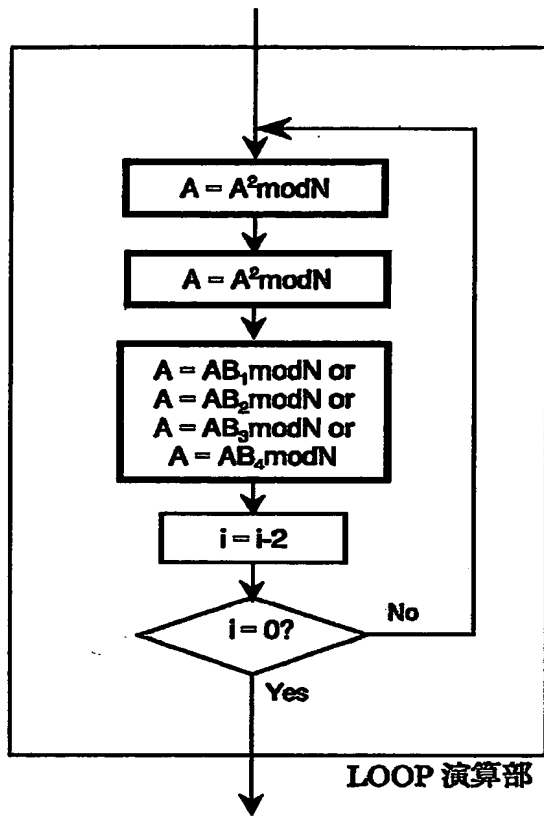 A = A²modN
A = A²modN
A = AB₁modN or
A = AB₂modN or
A = AB₃modN or
A = AB₄modN
i = i-2
i = 0?
No
Yes
LOOP 演算部